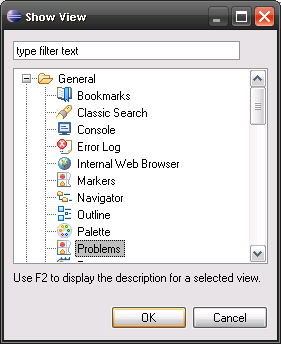 Show View
type filter text
General
Bookmarks
Classic Search
Console
Error Log
Internal Web Browser
Markers
Navigator
Outline
Palette
Problems
Use F2 to display the description for a selected view.
OK
Cancel